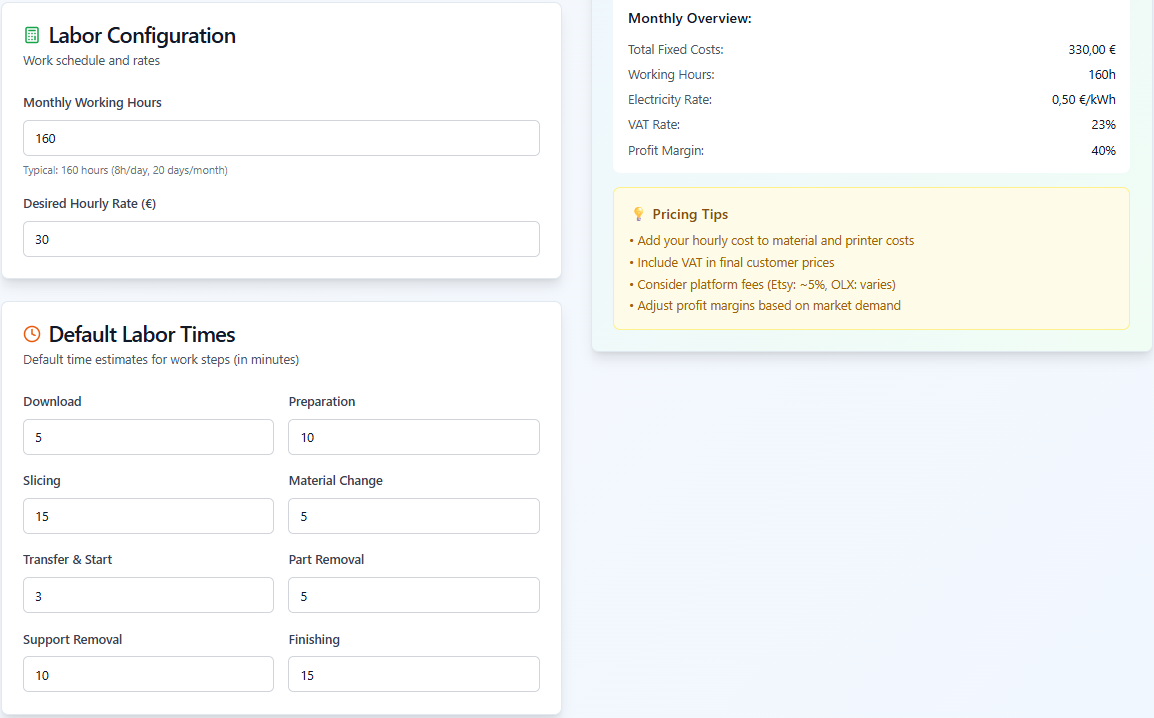 Labor Configuration
Work schedule and rates
Monthly Working Hours
160
Typical: 160 hours (8h/day, 20 days/month)
Desired Hourly Rate (€)
30
Default Labor Times
Default time estimates for work steps (in minutes)
Download
Preparation
5
10
Slicing
Material Change
15
5
Transfer & Start
Part Removal
3
5
Support Removal
Finishing
10
15
Monthly Overview:
Total Fixed Costs: 330,00 €
Working Hours: 160h
Electricity Rate: 0,50 €/kWh
VAT Rate: 23%
Profit Margin: 40%
Pricing Tips
• Add your hourly cost to material and printer costs
• Include VAT in final customer prices
• Consider platform fees (Etsy: ~5%, OLX: varies)
• Adjust profit margins based on market demand